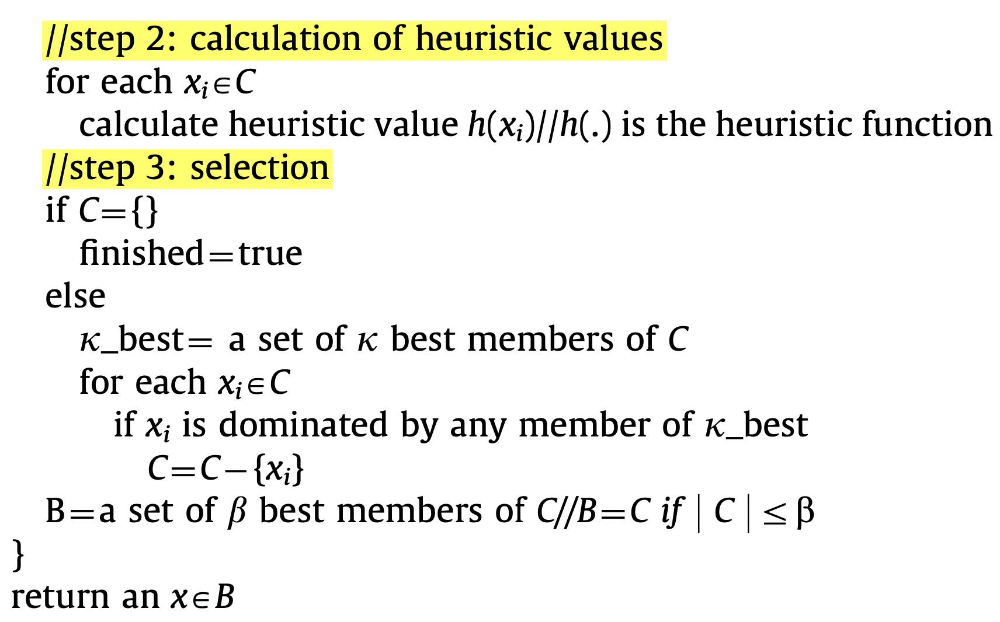 //step 2: calculation of heuristic values
for each xᵢ∈C
calculate heuristic value h(xᵢ)//h(.) is the heuristic function
//step 3: selection
if C={}
finished=true
else
κ_best= a set of κ best members of C
for each xᵢ∈C
if xᵢ is dominated by any member of κ_best
C=C−{xᵢ}
B=a set of β best members of C//B=C if | C | ≤ β
}
return an x∈B